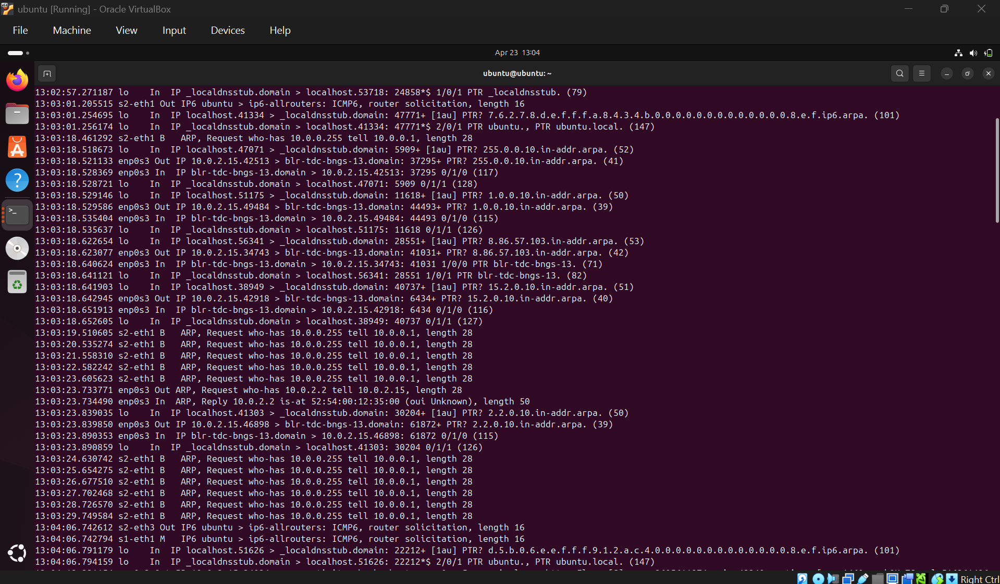 ubuntu [Running] - Oracle VirtualBox
File Machine View Input Devices Help
Apr 23 13:04
ubuntu@ubuntu: ~
13:02:57.271187 lo    In  IP _localdnsstub.domain > localhost.53718: 24858*$ 1/0/1 PTR _localdnsstub. (79)
13:03:01.205515 s2-eth1 Out IP6 ubuntu > ip6-allrouters: ICMP6, router solicitation, length 16
13:03:01.254695 lo    In  IP localhost.41334 > _localdnsstub.domain: 47771+ [1au] PTR? 7.6.2.7.8.d.e.f.f.f.a.8.4.3.4.b.0.0.0.0.0.0.0.0.0.0.0.0.0.8.e.f.ip6.arpa. (101)
13:03:01.256174 lo    In  IP _localdnsstub.domain > localhost.41334: 47771*$ 2/0/1 PTR ubuntu., PTR ubuntu.local. (147)
13:03:18.461292 s2-eth1 B   ARP, Request who-has 10.0.0.255 tell 10.0.0.1, length 28
13:03:18.518673 lo    In  IP localhost.47071 > _localdnsstub.domain: 5909+ [1au] PTR? 255.0.0.10.in-addr.arpa. (52)
13:03:18.521133 enp0s3 Out IP 10.0.2.15.42513 > blr-tdc-bngs-13.domain: 37295+ PTR? 255.0.0.10.in-addr.arpa. (41)
13:03:18.528369 enp0s3 In  IP blr-tdc-bngs-13.domain > 10.0.2.15.42513: 37295 0/1/0 (117)
13:03:18.528721 lo    In  IP _localdnsstub.domain > localhost.47071: 5909 0/1/1 (128)
13:03:18.529146 lo    In  IP localhost.51175 > _localdnsstub.domain: 11618+ [1au] PTR? 1.0.0.10.in-addr.arpa. (50)
13:03:18.529586 enp0s3 Out IP 10.0.2.15.49484 > blr-tdc-bngs-13.domain: 44493+ PTR? 1.0.0.10.in-addr.arpa. (39)
13:03:18.535404 enp0s3 In  IP blr-tdc-bngs-13.domain > 10.0.2.15.49484: 44493 0/1/0 (115)
13:03:18.535637 lo    In  IP _localdnsstub.domain > localhost.51175: 11618 0/1/1 (126)
13:03:18.622654 lo    In  IP localhost.56341 > _localdnsstub.domain: 28551+ [1au] PTR? 8.86.57.103.in-addr.arpa. (53)
13:03:18.623077 enp0s3 Out IP 10.0.2.15.34743 > blr-tdc-bngs-13.domain: 41031+ PTR? 8.86.57.103.in-addr.arpa. (42)
13:03:18.640624 enp0s3 In  IP blr-tdc-bngs-13.domain > 10.0.2.15.34743: 41031 1/0/0 PTR blr-tdc-bngs-13. (71)
13:03:18.641121 lo    In  IP _localdnsstub.domain > localhost.56341: 28551 1/0/1 PTR blr-tdc-bngs-13. (82)
13:03:18.641903 lo    In  IP localhost.38949 > _localdnsstub.domain: 40737+ [1au] PTR? 15.2.0.10.in-addr.arpa. (51)
13:03:18.642945 enp0s3 Out IP 10.0.2.15.42918 > blr-tdc-bngs-13.domain: 6434+ PTR? 15.2.0.10.in-addr.arpa. (40)
13:03:18.651913 enp0s3 In  IP blr-tdc-bngs-13.domain > 10.0.2.15.42918: 6434 0/1/0 (116)
13:03:18.652605 lo    In  IP _localdnsstub.domain > localhost.38949: 40737 0/1/1 (127)
13:03:19.510605 s2-eth1 B   ARP, Request who-has 10.0.0.255 tell 10.0.0.1, length 28
13:03:20.535274 s2-eth1 B   ARP, Request who-has 10.0.0.255 tell 10.0.0.1, length 28
13:03:21.558310 s2-eth1 B   ARP, Request who-has 10.0.0.255 tell 10.0.0.1, length 28
13:03:22.582242 s2-eth1 B   ARP, Request who-has 10.0.0.255 tell 10.0.0.1, length 28
13:03:23.605623 s2-eth1 B   ARP, Request who-has 10.0.0.255 tell 10.0.0.1, length 28
13:03:23.733771 enp0s3 Out ARP, Request who-has 10.0.2.2 tell 10.0.2.15, length 28
13:03:23.734490 enp0s3 In  ARP, Reply 10.0.2.2 is-at 52:54:00:12:35:00 (oui Unknown), length 50
13:03:23.839035 lo    In  IP localhost.41303 > _localdnsstub.domain: 30204+ [1au] PTR? 2.2.0.10.in-addr.arpa. (50)
13:03:23.839850 enp0s3 Out IP 10.0.2.15.46898 > blr-tdc-bngs-13.domain: 61872+ PTR? 2.2.0.10.in-addr.arpa. (39)
13:03:23.890353 enp0s3 In  IP blr-tdc-bngs-13.domain > 10.0.2.15.46898: 61872 0/1/0 (115)
13:03:23.890859 lo    In  IP _localdnsstub.domain > localhost.41303: 30204 0/1/1 (126)
13:03:24.630742 s2-eth1 B   ARP, Request who-has 10.0.0.255 tell 10.0.0.1, length 28
13:03:25.654275 s2-eth1 B   ARP, Request who-has 10.0.0.255 tell 10.0.0.1, length 28
13:03:26.677510 s2-eth1 B   ARP, Request who-has 10.0.0.255 tell 10.0.0.1, length 28
13:03:27.702468 s2-eth1 B   ARP, Request who-has 10.0.0.255 tell 10.0.0.1, length 28
13:03:28.726570 s2-eth1 B   ARP, Request who-has 10.0.0.255 tell 10.0.0.1, length 28
13:03:29.749584 s2-eth1 B   ARP, Request who-has 10.0.0.255 tell 10.0.0.1, length 28
13:04:06.742612 s2-eth3 Out IP6 ubuntu > ip6-allrouters: ICMP6, router solicitation, length 16
13:04:06.742794 s1-eth1 M   IP6 ubuntu > ip6-allrouters: ICMP6, router solicitation, length 16
13:04:06.791179 lo    In  IP localhost.51626 > _localdnsstub.domain: 22212+ [1au] PTR? d.5.b.0.6.e.e.f.f.f.9.1.2.a.c.4.0.0.0.0.0.0.0.0.0.0.0.0.0.8.e.f.ip6.arpa. (101)
13:04:06.794159 lo    In  IP _localdnsstub.domain > localhost.51626: 22212*$ 2/0/1 PTR ubuntu., PTR ubuntu.local. (147)
Right Ctrl